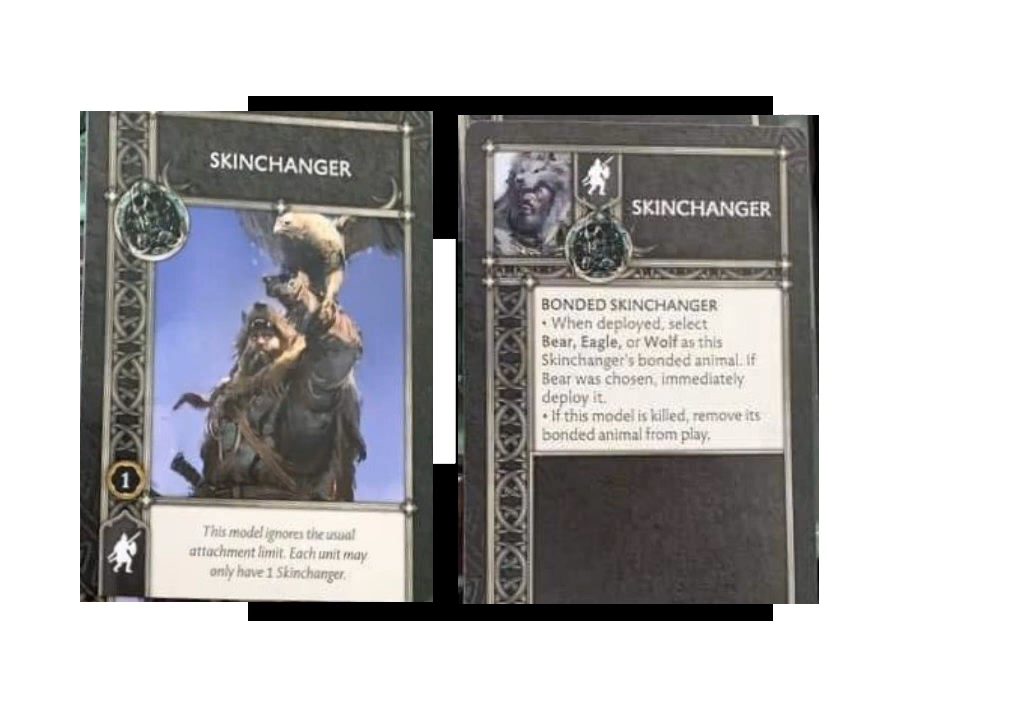 SKINCHANGER
1
This model ignores the usual
attachment limit. Each unit may
only have 1 Skinchanger.
SKINCHANGER
BONDED SKINCHANGER
• When deployed, select
Bear, Eagle, or Wolf as this
Skinchanger's bonded animal. If
Bear was chosen, immediately
deploy it.
• If this model is killed, remove its
bonded animal from play.